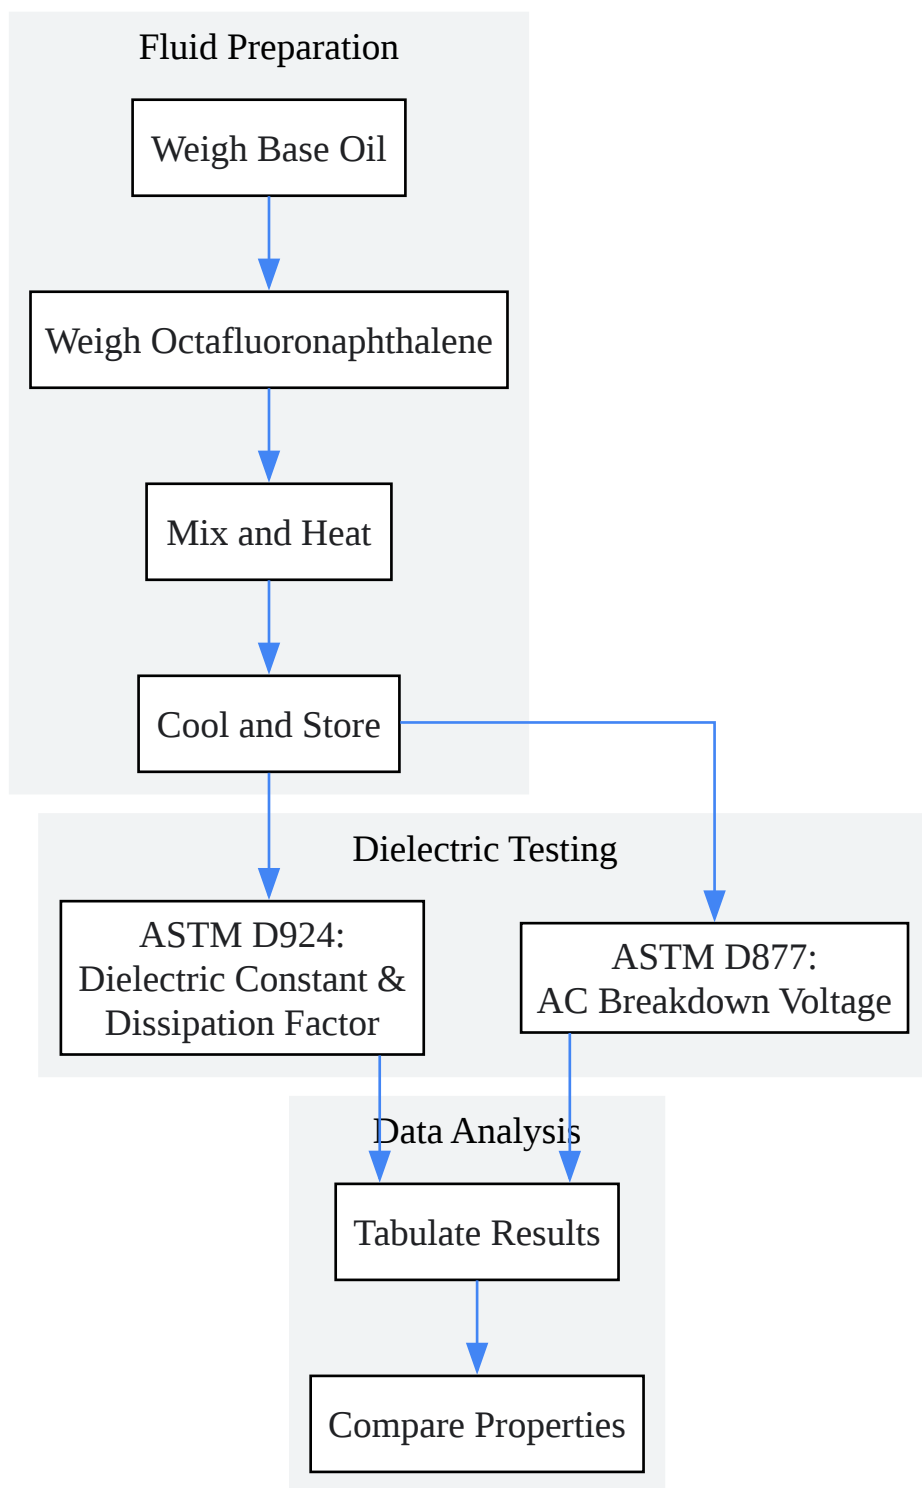 Fluid Preparation
Weigh Base Oil
Weigh Octafluoronaphthalene
Mix and Heat
Cool and Store
Dielectric Testing
ASTM D924:
Dielectric Constant &
Dissipation Factor
ASTM D877:
AC Breakdown Voltage
Data Analysis
Tabulate Results
Compare Properties